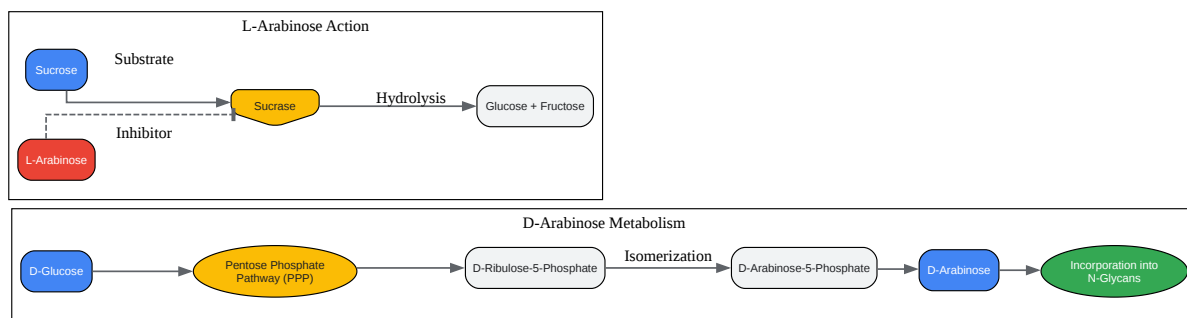 L-Arabinose Action
Sucrose
Substrate
Sucrase
Hydrolysis
Glucose + Fructose
Inhibitor
L-Arabinose
D-Arabinose Metabolism
D-Glucose
Pentose Phosphate
Pathway (PPP)
D-Ribulose-5-Phosphate
Isomerization
D-Arabinose-5-Phosphate
D-Arabinose
Incorporation into
N-Glycans